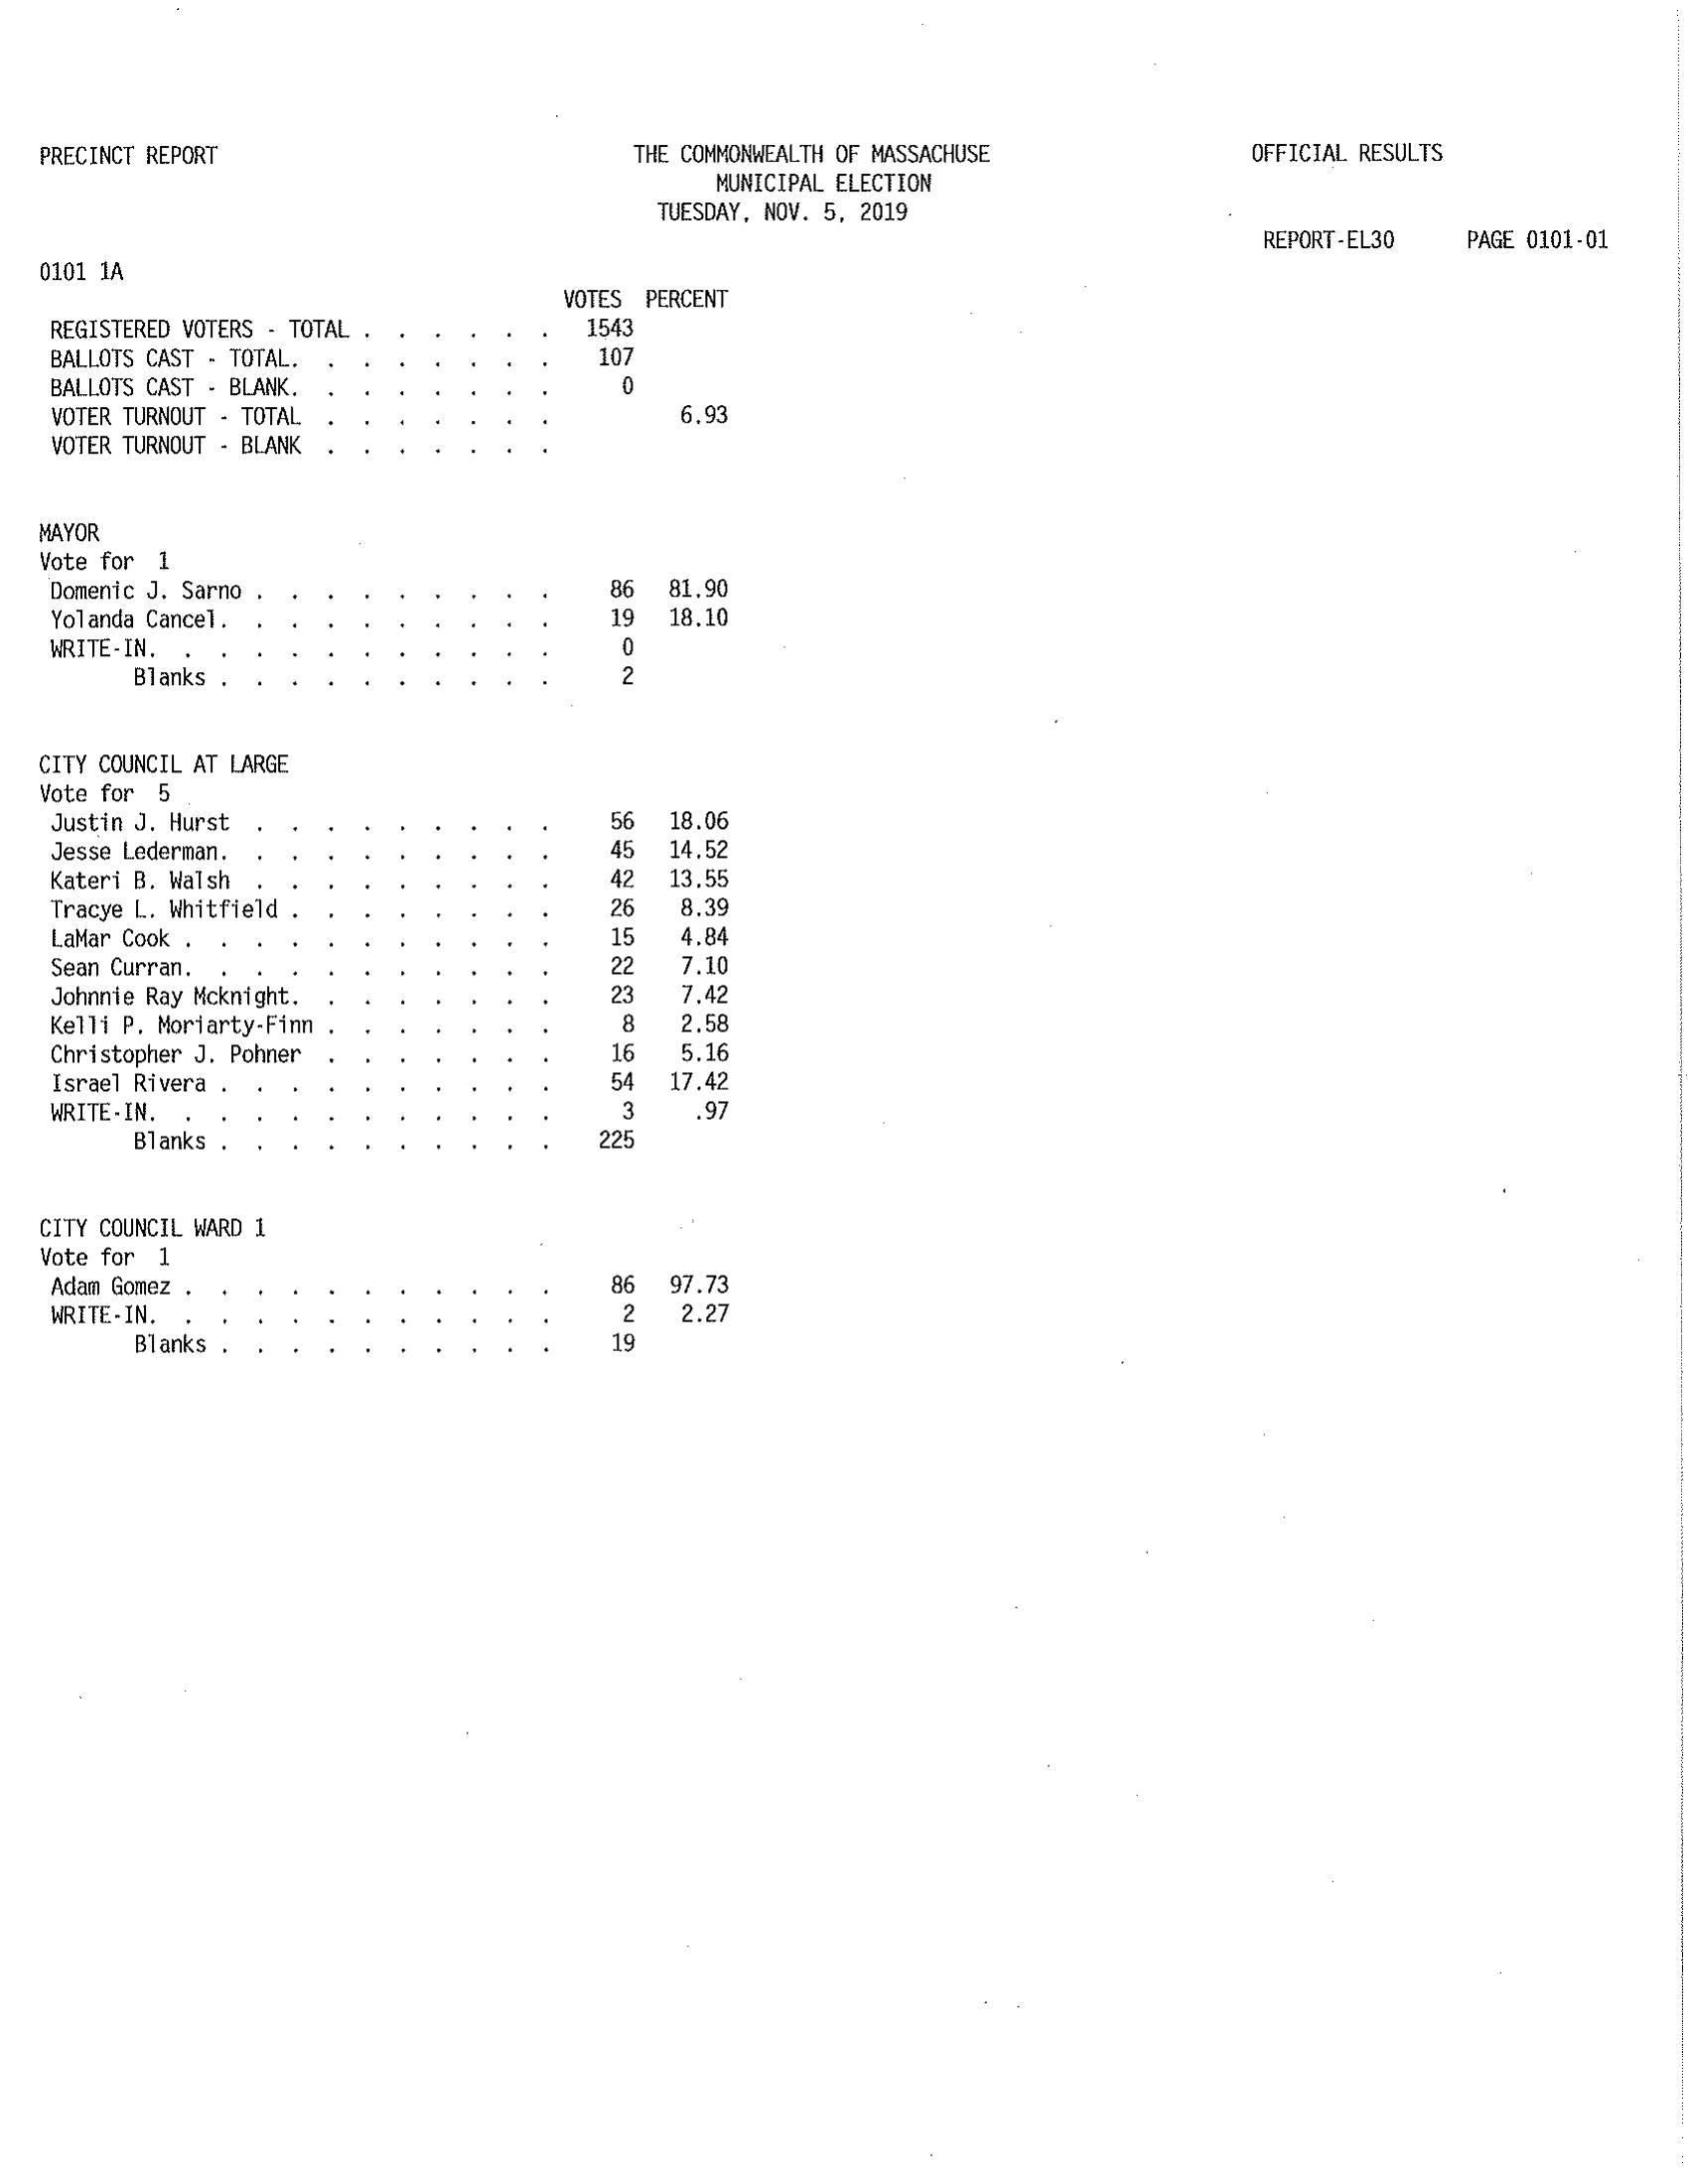 PRECINCT REPORT THE COMMONWEALTH OF MASSACHUSE OFFICIAL RESULTS
MUNICIPAL ELECTION
TUESDAY, NOV. 5, 2019
REPORT-EL30 PAGE 0101-01
0101 1A
VOTES PERCENT
REGISTERED VOTERS - TOTAL . . . . . . 1543
BALLOTS CAST - TOTAL. . . . . . . . 107
BALLOTS CAST - BLANK. . . . . . . . 0
VOTER TURNOUT - TOTAL . . . . . . . 6.93
VOTER TURNOUT - BLANK . . . . . . .
MAYOR
Vote for 1
Domenic J. Sarno . . . . . . . . . 86 81.90
Yolanda Cancel. . . . . . . . . . 19 18.10
WRITE-IN. . . . . . . . . . . . 0
Blanks . . . . . . . . . . 2
CITY COUNCIL AT LARGE
Vote for 5
Justin J. Hurst . . . . . . . . . 56 18.06
Jesse Lederman. . . . . . . . . . 45 14.52
Kateri B. Walsh . . . . . . . . . 42 13.55
Tracye L. Whitfield . . . . . . . . 26 8.39
LaMar Cook . . . . . . . . . . . 15 4.84
Sean Curran. . . . . . . . . . . 22 7.10
Johnnie Ray Mcknight. . . . . . . . 23 7.42
Kelli P. Moriarty-Finn . . . . . . . 8 2.58
Christopher J. Pohner . . . . . . . 16 5.16
Israel Rivera . . . . . . . . . . 54 17.42
WRITE-IN. . . . . . . . . . . . 3 .97
Blanks . . . . . . . . . . 225
CITY COUNCIL WARD 1
Vote for 1
Adam Gomez . . . . . . . . . . . 86 97.73
WRITE-IN. . . . . . . . . . . . 2 2.27
Blanks . . . . . . . . . . 19